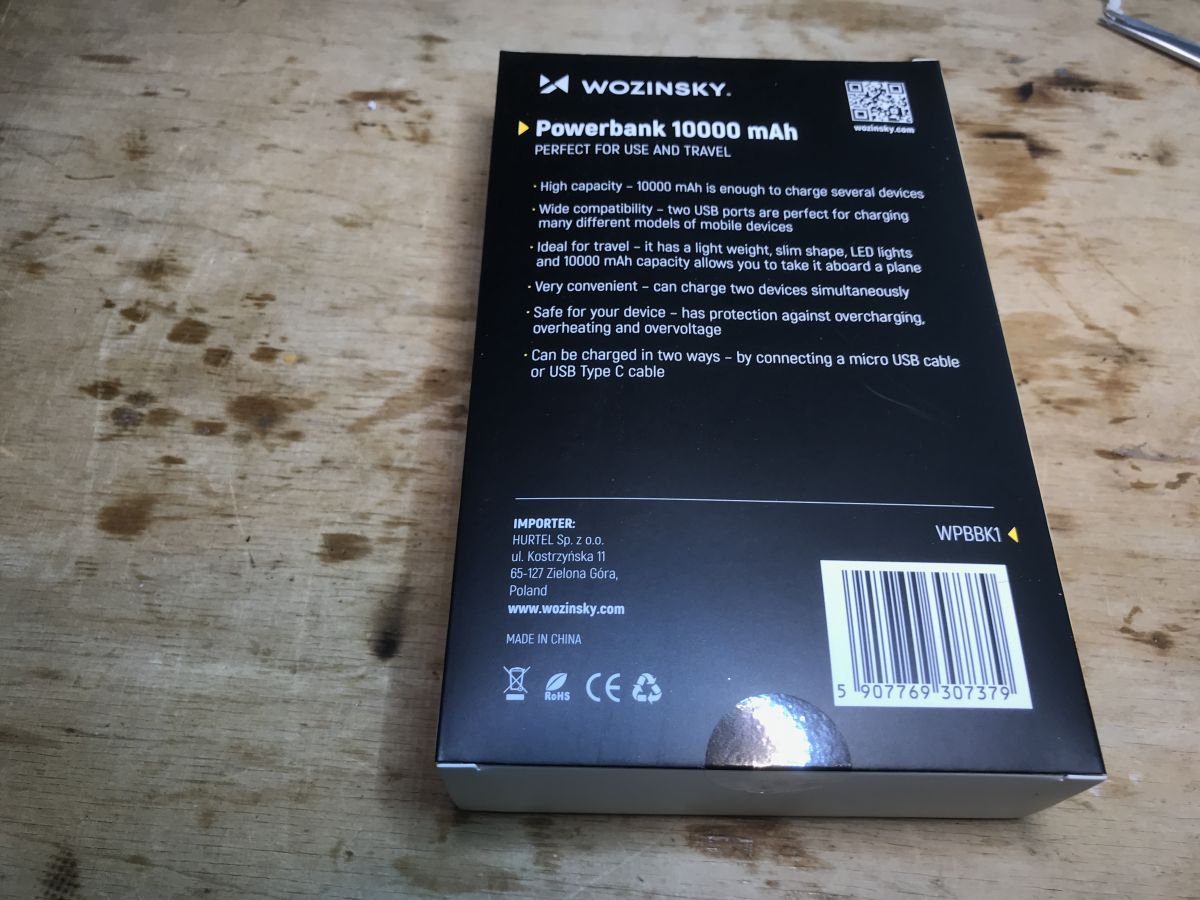 WOZINSKY.
wozinsky.com
Powerbank 10000 mAh
PERFECT FOR USE AND TRAVEL
· High capacity – 10000 mAh is enough to charge several devices
· Wide compatibility – two USB ports are perfect for charging
many different models of mobile devices
· Ideal for travel – it has a light weight, slim shape, LED lights
and 10000 mAh capacity allows you to take it aboard a plane
· Very convenient – can charge two devices simultaneously
· Safe for your device – has protection against overcharging,
overheating and overvoltage
· Can be charged in two ways – by connecting a micro USB cable
or USB Type C cable
IMPORTER:
HURTEL Sp. z o.o.
ul. Kostrzyńska 11
65-127 Zielona Góra,
Poland
www.wozinsky.com
MADE IN CHINA
RoHS
CE
WPBBK1
5 907769 307379